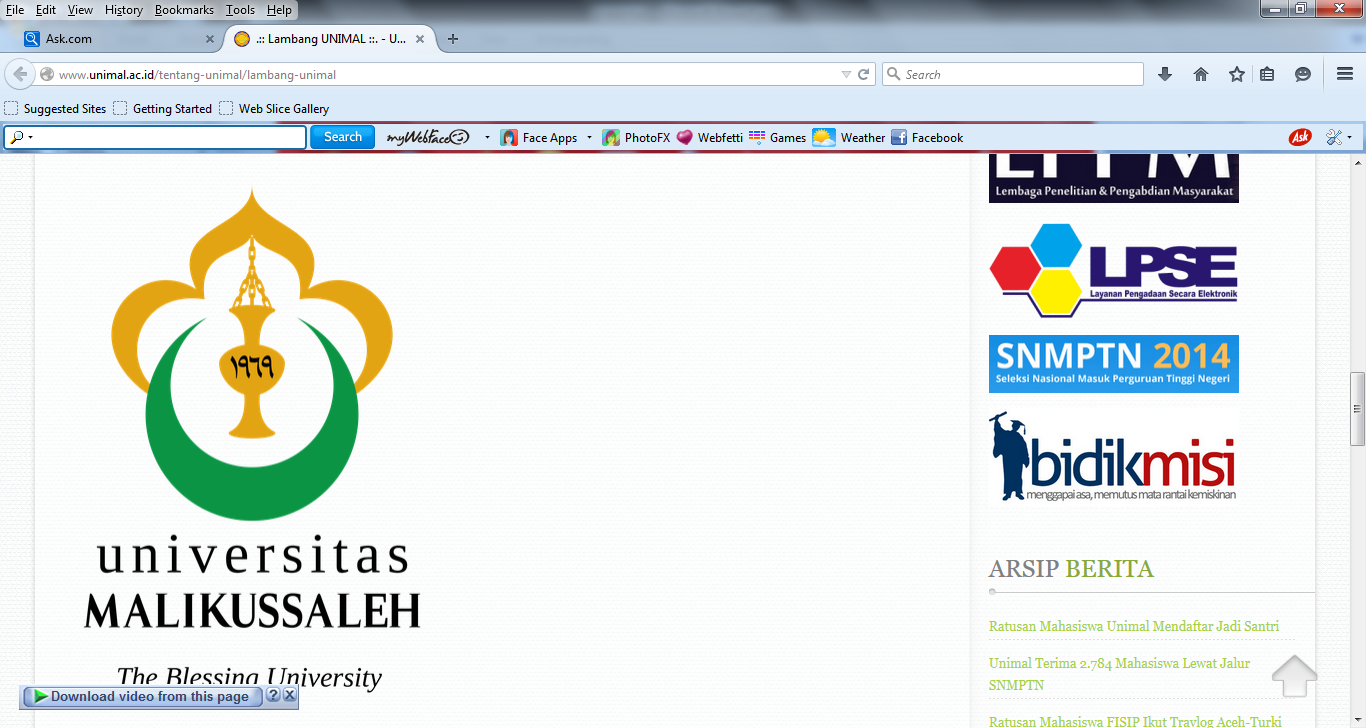 File Edit View History Bookmarks Tools Help
Ask.com
.:: Lambang UNIMAL ::. - U...
www.unimal.ac.id/tentang-unimal/lambang-unimal
Search
Suggested Sites Getting Started Web Slice Gallery
Search myWebFace Face Apps PhotoFX Webfetti Games Weather Facebook Ask
١٩٦٩
universitas
MALIKUSSALEH
The Blessing University
Download video from this page ? X
LPPM
Lembaga Penelitian & Pengabdian Masyarakat
LPSE
Layanan Pengadaan Secara Elektronik
SNMPTN 2014
Seleksi Nasional Masuk Perguruan Tinggi Negeri
bidikmisi
menggapai asa, memutus mata rantai kemiskinan
ARSIP BERITA
Ratusan Mahasiswa Unimal Mendaftar Jadi Santri
Unimal Terima 2.784 Mahasiswa Lewat Jalur
SNMPTN
Ratusan Mahasiswa FISIP Ikut Travlog Aceh-Turki